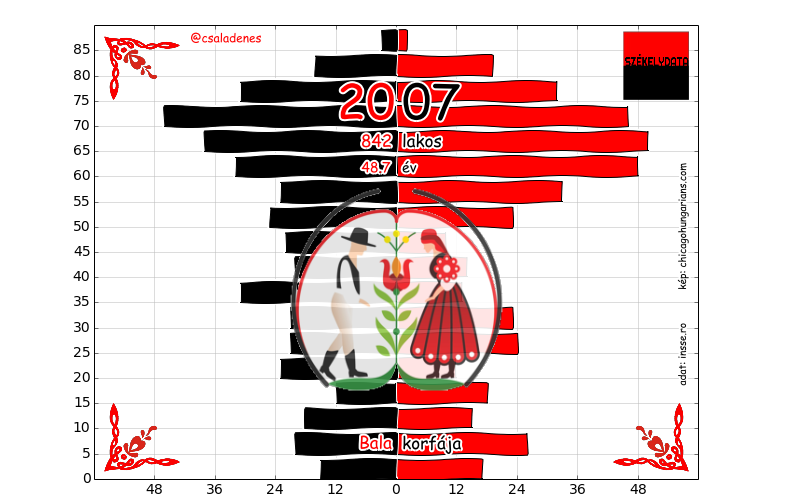 @csaladenes
SZÉKELYDATA
2007
842 lakos
48.7 év
Bala korfája
kép: chicagohungarians.com
adat: insse.ro
85
80
75
70
65
60
55
50
45
40
35
30
25
20
15
10
5
0
48 36 24 12 0 12 24 36 48